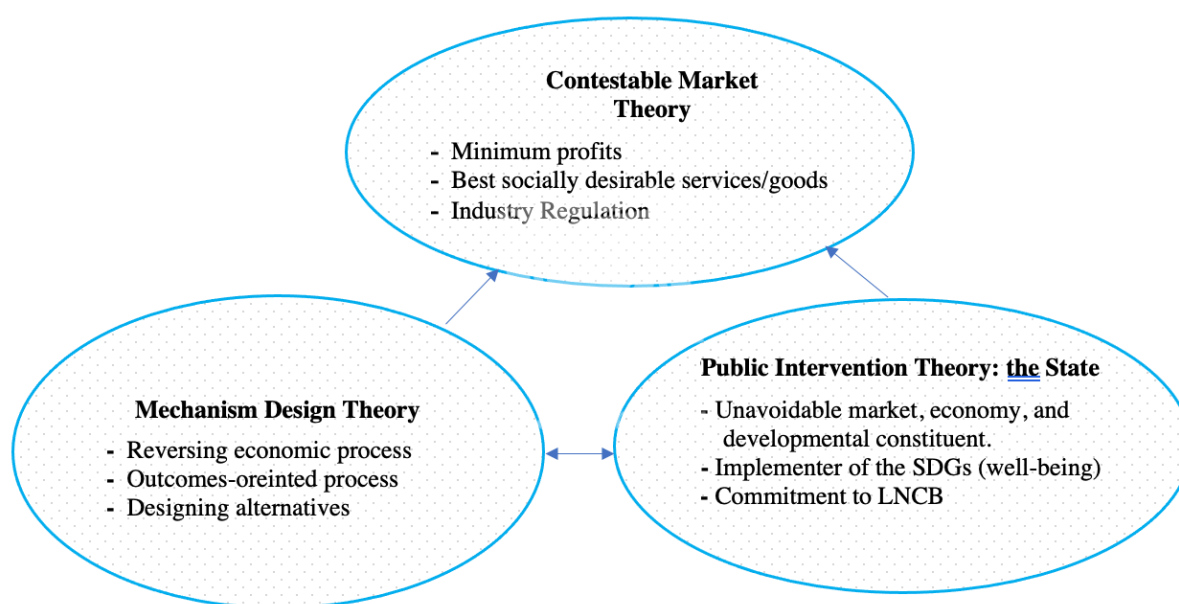 Contestable Market
Theory
- Minimum profits
- Best socially desirable services/goods
- Industry Regulation
Mechanism Design Theory
- Reversing economic process
- Outcomes-oreinted process
- Designing alternatives
Public Intervention Theory: the State
- Unavoidable market, economy, and
developmental constituent.
- Implementer of the SDGs (well-being)
- Commitment to LNCB